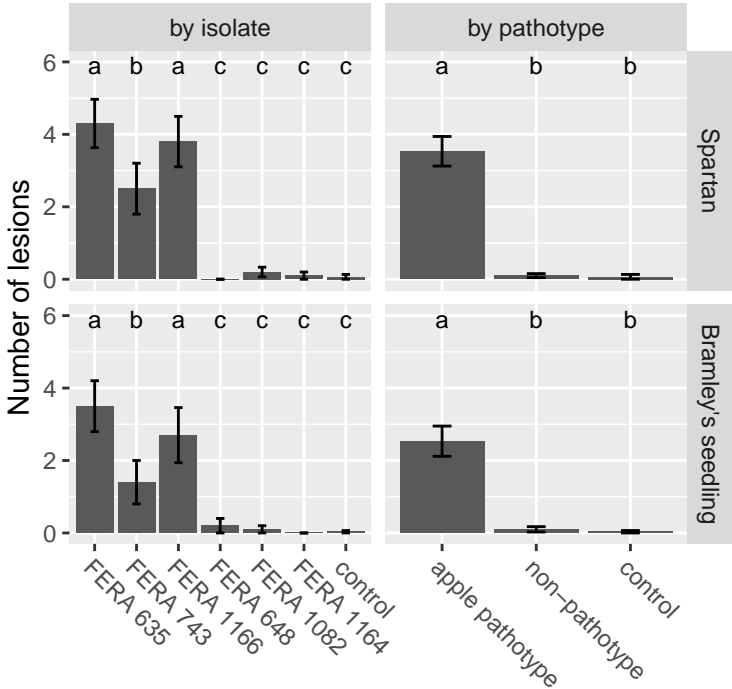 by isolate
by pathotype
6
a
b
a
c
c
c
c
a
b
b
4
2
0
Spartan
Number of lesions
6
a
b
a
c
c
c
c
a
b
b
4
2
0
Bramley's seedling
FERA 635
FERA 743
FERA 1166
FERA 648
FERA 1082
FERA 1164
control
apple pathotype
non−pathotype
control